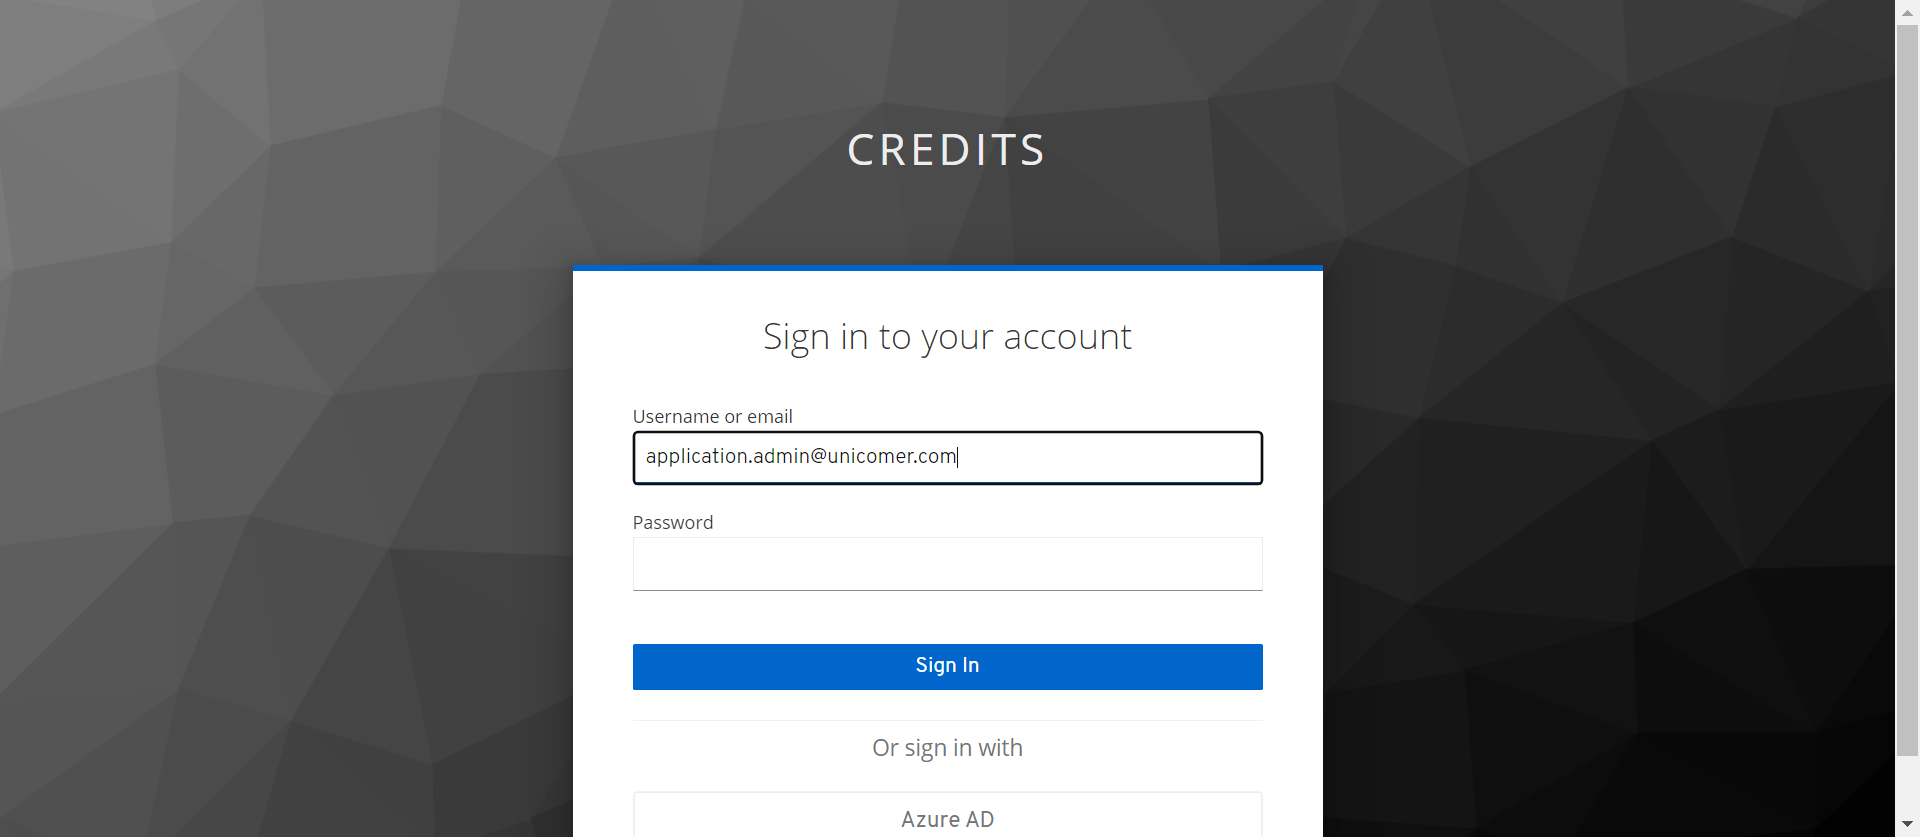 CREDITS
Sign in to your account
Username or email
application.admin@unicomer.com
Password
Sign In
Or sign in with
Azure AD